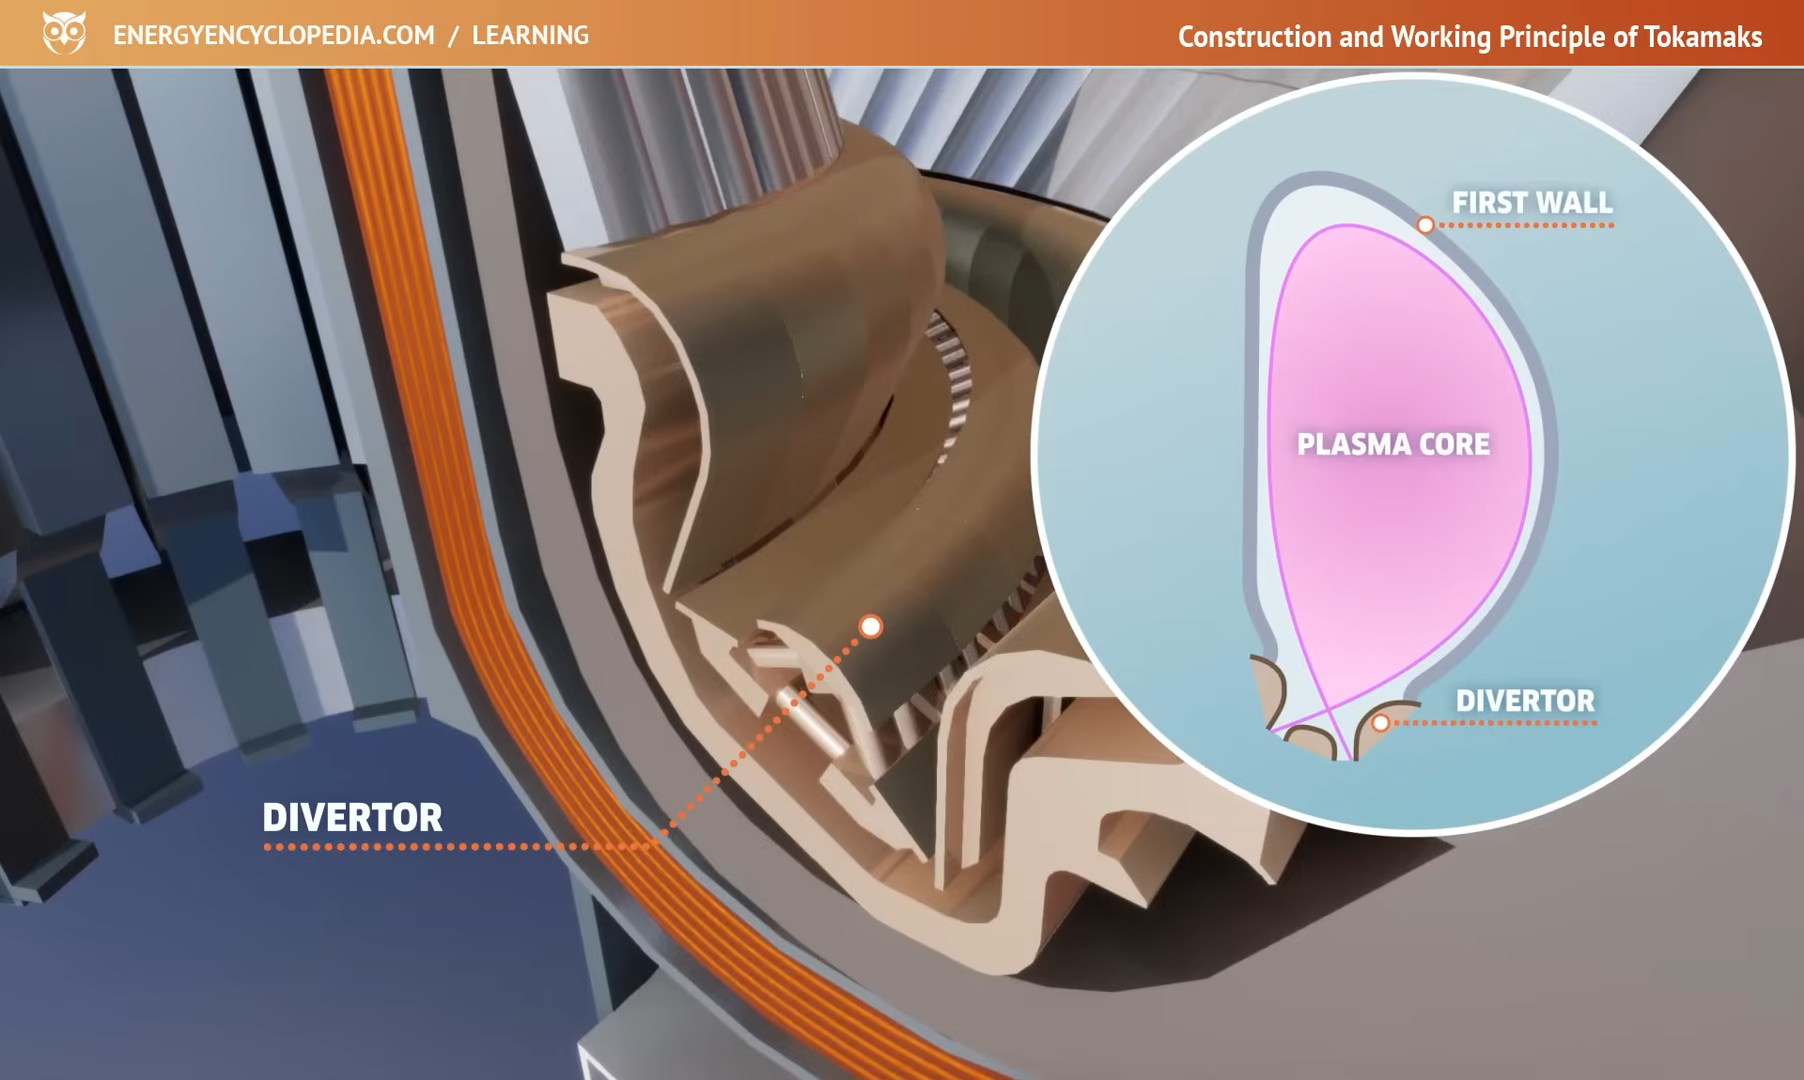 ENERGYENCYCLOPEDIA.COM / LEARNING
Construction and Working Principle of Tokamaks
FIRST WALL
PLASMA CORE
DIVERTOR
DIVERTOR